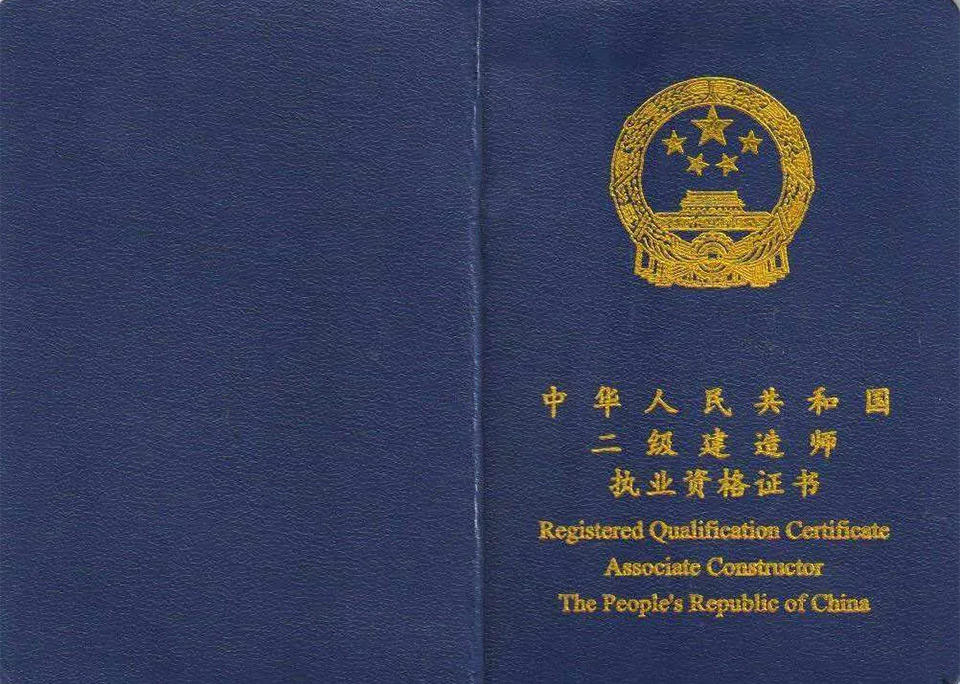 中华人民共和国
二级建造师
执业资格证书
Registered Qualification Certificate
Associate Constructor
The People's Republic of China